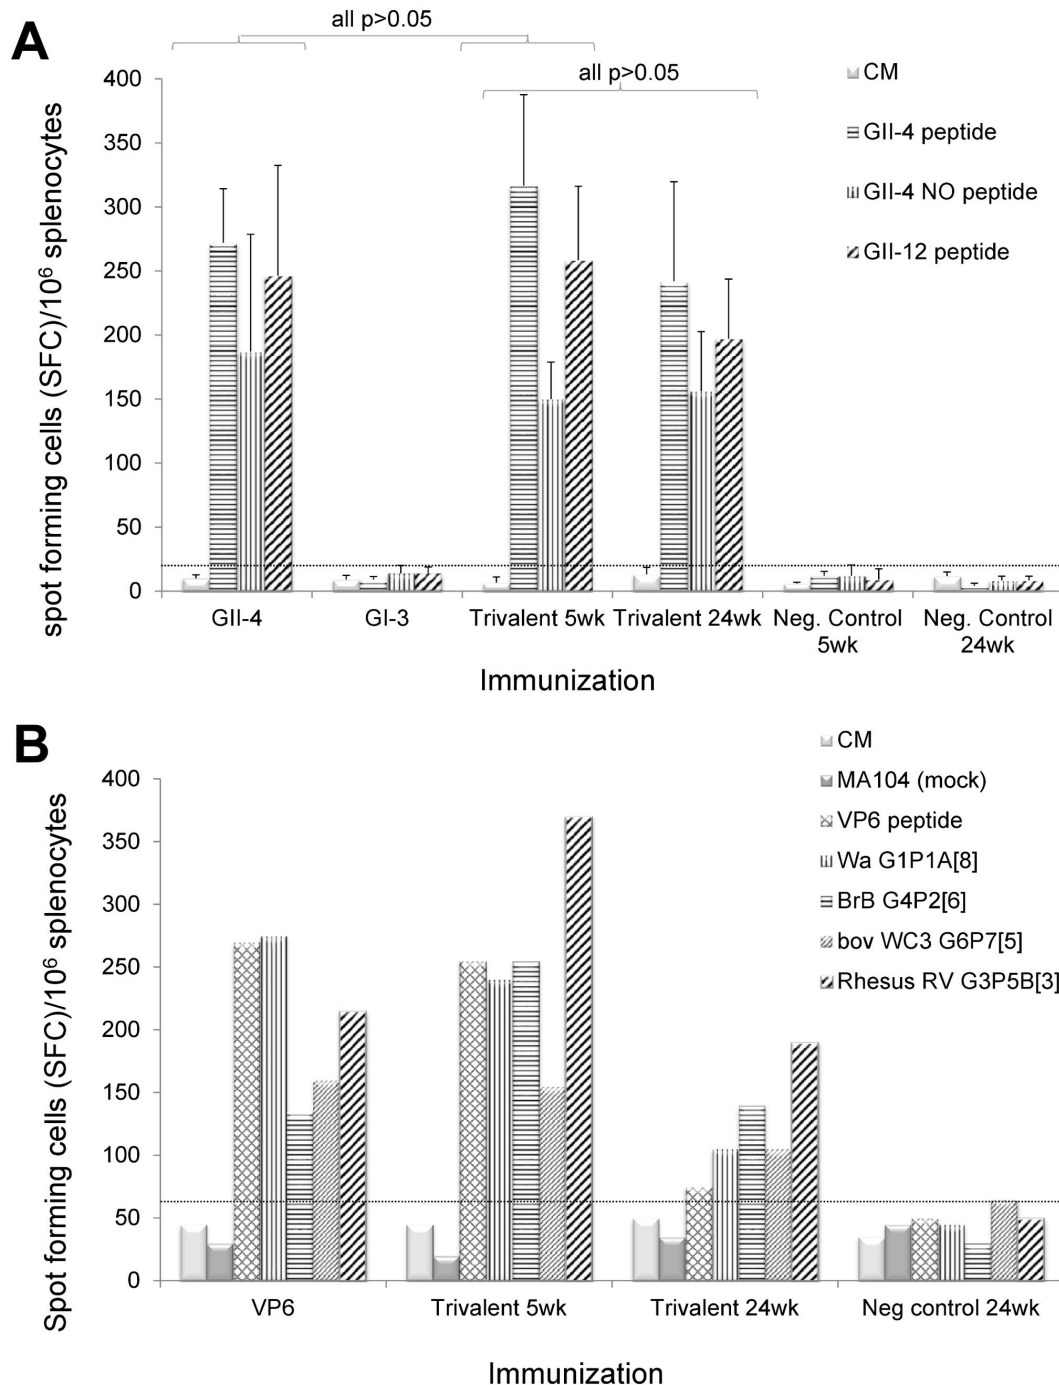 A
all p>0.05
all p>0.05
400
350
300
250
200
150
100
50
0
spot forming cells (SFC)/10⁶ splenocytes
CM
GII-4 peptide
GII-4 NO peptide
GII-12 peptide
GII-4
GI-3
Trivalent 5wk
Trivalent 24wk
Neg. Control
5wk
Neg. Control
24wk
Immunization
B
400
350
300
250
200
150
100
50
0
Spot forming cells (SFC)/10⁶ splenocytes
CM
MA104 (mock)
VP6 peptide
Wa G1P1A[8]
BrB G4P2[6]
bov WC3 G6P7[5]
Rhesus RV G3P5B[3]
VP6
Trivalent 5wk
Trivalent 24wk
Neg control 24wk
Immunization